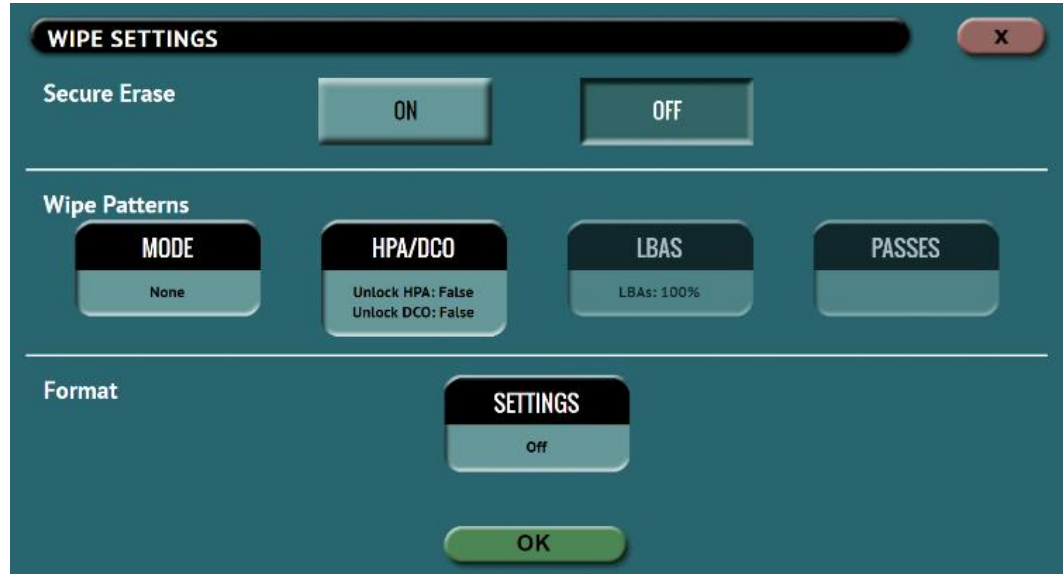 WIPE SETTINGS
X
Secure Erase
ON
OFF
Wipe Patterns
MODE
None
HPA/DCO
Unlock HPA: False
Unlock DCO: False
LBAS
LBAs: 100%
PASSES
Format
SETTINGS
Off
OK